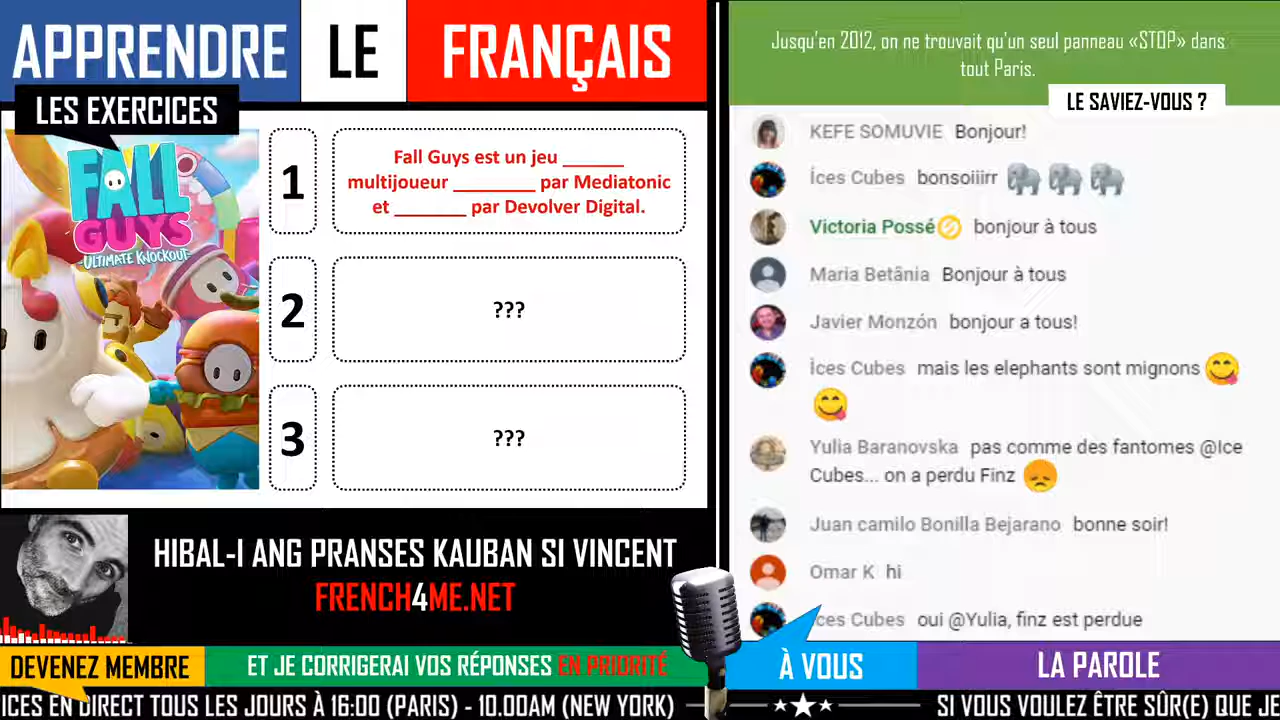 APPRENDRE LE FRANÇAIS
LES EXERCICES
FALL
GUYS
ULTIMATE KNOCKOUT
1
Fall Guys est un jeu ______
multijoueur ________ par Mediatonic
et _______ par Devolver Digital.
2
???
3
???
HIBAL-I ANG PRANSES KAUBAN SI VINCENT
FRENCH4ME.NET
DEVENEZ MEMBRE
ET JE CORRIGERAI VOS RÉPONSES EN PRIORITÉ
Jusqu'en 2012, on ne trouvait qu'un seul panneau «STOP» dans
tout Paris.
LE SAVIEZ-VOUS ?
KEFE SOMUVIE Bonjour!
İces Cubes bonsoiiirr 🐘 🐘 🐘
Victoria Possé bonjour à tous
Maria Betânia Bonjour à tous
Javier Monzón bonjour a tous!
İces Cubes mais les elephants sont mignons 😋
😋
Yulia Baranovska pas comme des fantomes @Ice
Cubes... on a perdu Finz 😞
Juan camilo Bonilla Bejarano bonne soir!
Omar K hi
ces Cubes oui @Yulia, finz est perdue
À VOUS
LA PAROLE
ICES EN DIRECT TOUS LES JOURS À 16:00 (PARIS) - 10.00AM (NEW YORK) SI VOUS VOULEZ ÊTRE SÛR(E) QUE JE